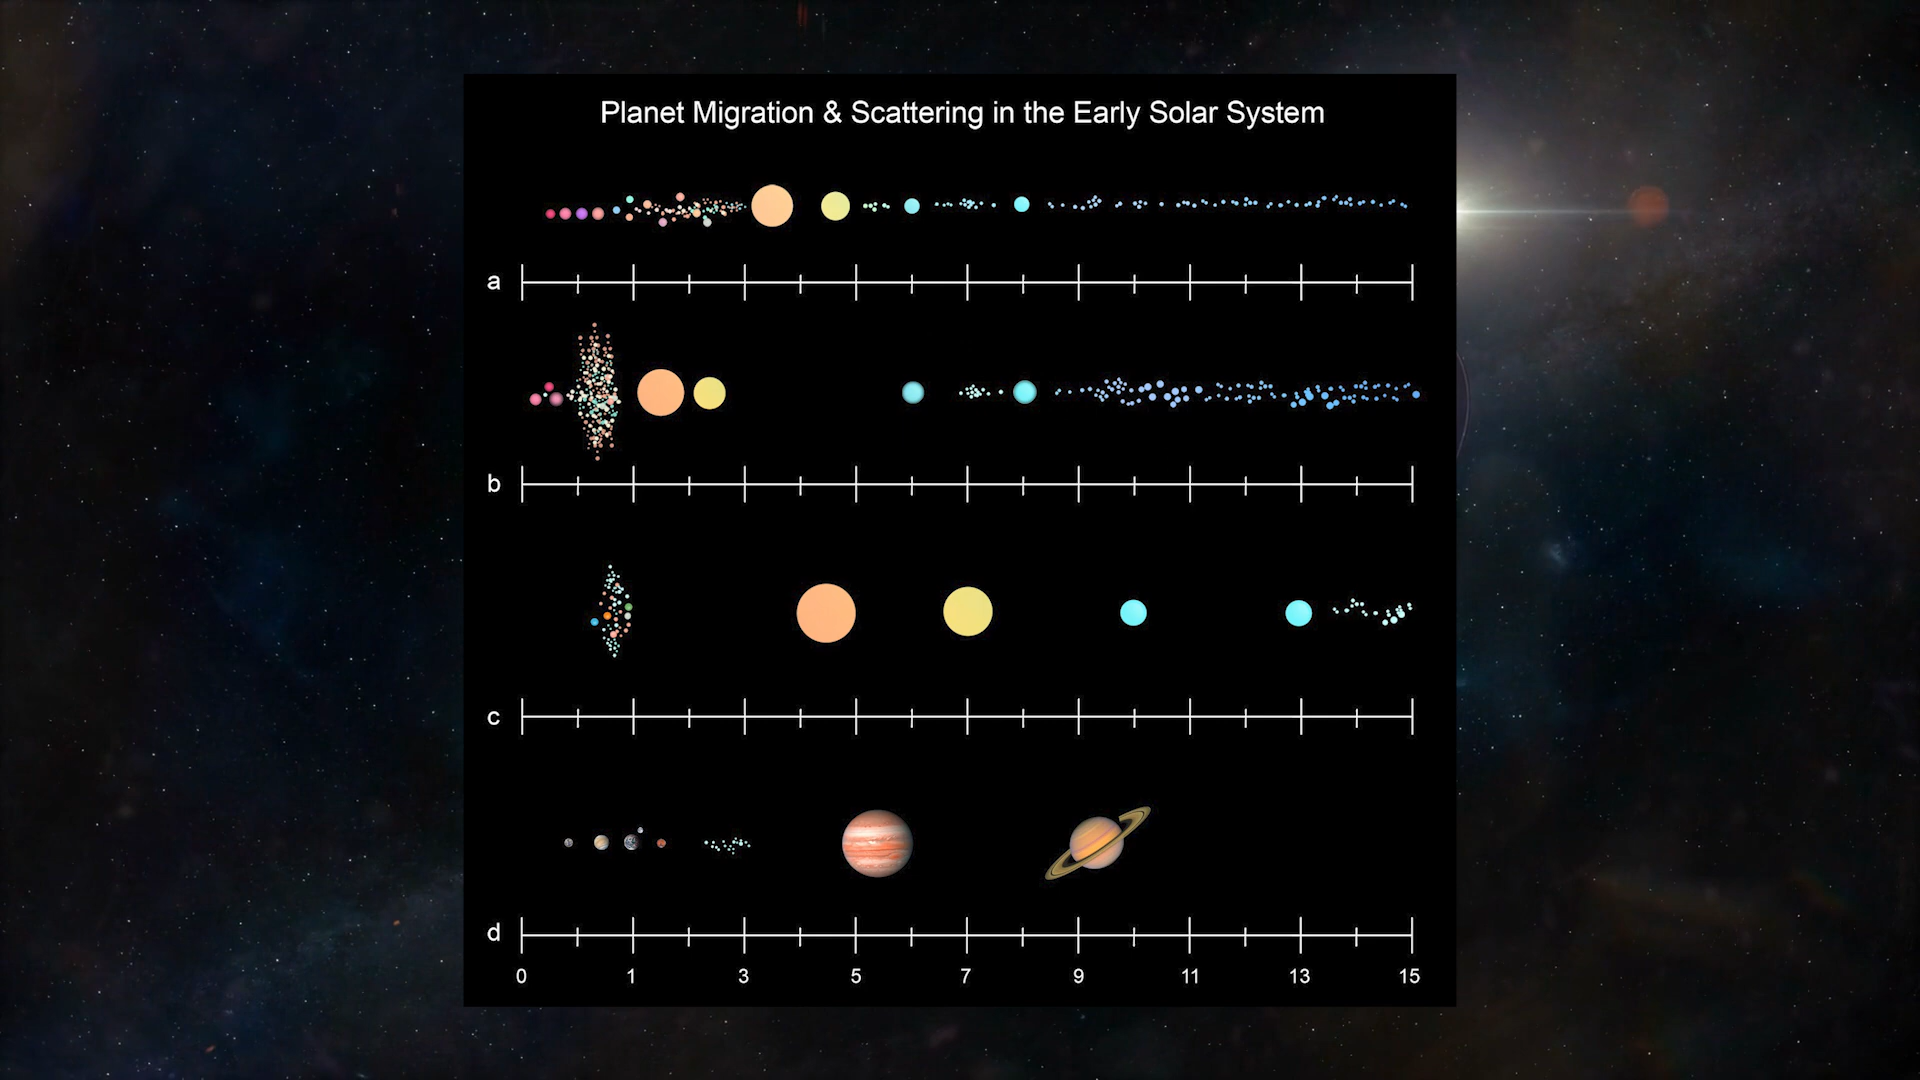 Planet Migration & Scattering in the Early Solar System
a
b
c
d
0 1 3 5 7 9 11 13 15